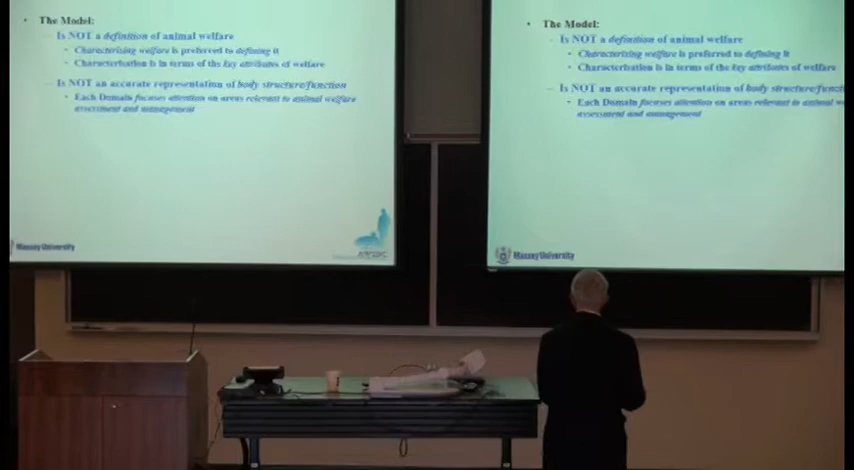 • The Model:
– Is NOT a definition of animal welfare
• Characterising welfare is preferred to defining it
• Characterisation is in terms of the key attributes of welfare
– Is NOT an accurate representation of body structure/function
• Each Domain focuses attention on areas relevant to animal welfare
assessment and management
Massey University
• The Model:
– Is NOT a definition of animal welfare
• Characterising welfare is preferred to defining it
• Characterisation is in terms of the key attributes of welfare
– Is NOT an accurate representation of body structure/funct
• Each Domain focuses attention on areas relevant to animal w
assessment and management
Massey University